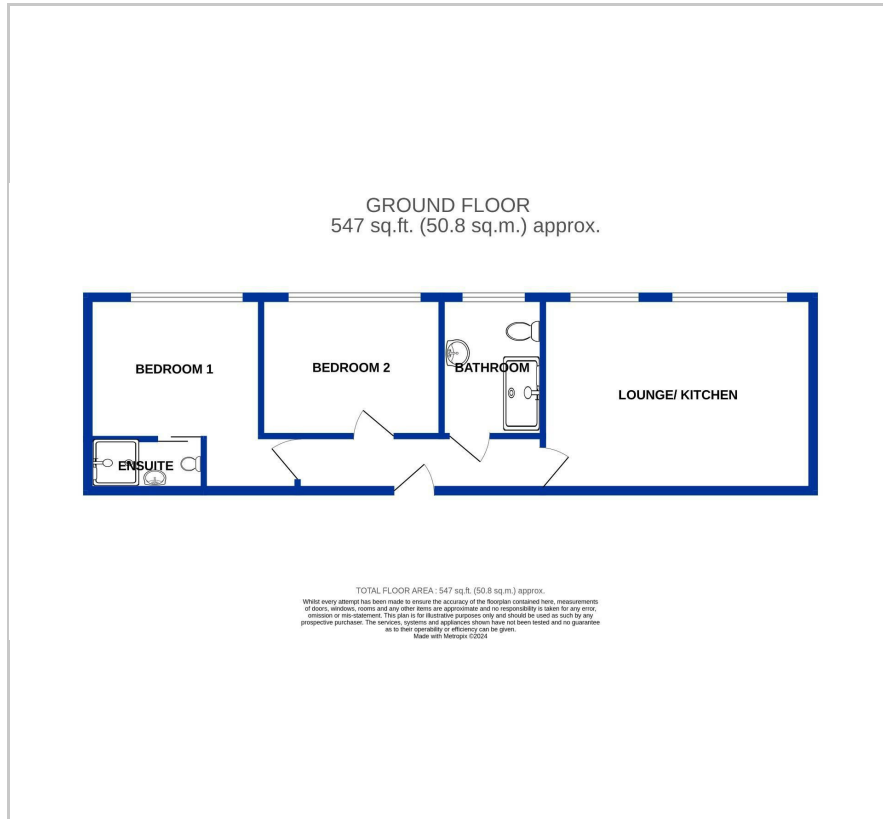 GROUND FLOOR
547 sq.ft. (50.8 sq.m.) approx.
BEDROOM 1
BEDROOM 2
BATHROOM
LOUNGE/ KITCHEN
ENSUITE
TOTAL FLOOR AREA : 547 sq.ft. (50.8 sq.m.) approx.
Whilst every attempt has been made to ensure the accuracy of the floorplan contained here, measurements
of doors, windows, rooms and any other items are approximate and no responsibility is taken for any error,
omission or mis-statement. This plan is for illustrative purposes only and should be used as such by any
prospective purchaser. The services, systems and appliances shown have not been tested and no guarantee
as to their operability or efficiency can be given.
Made with Metropix ©2024